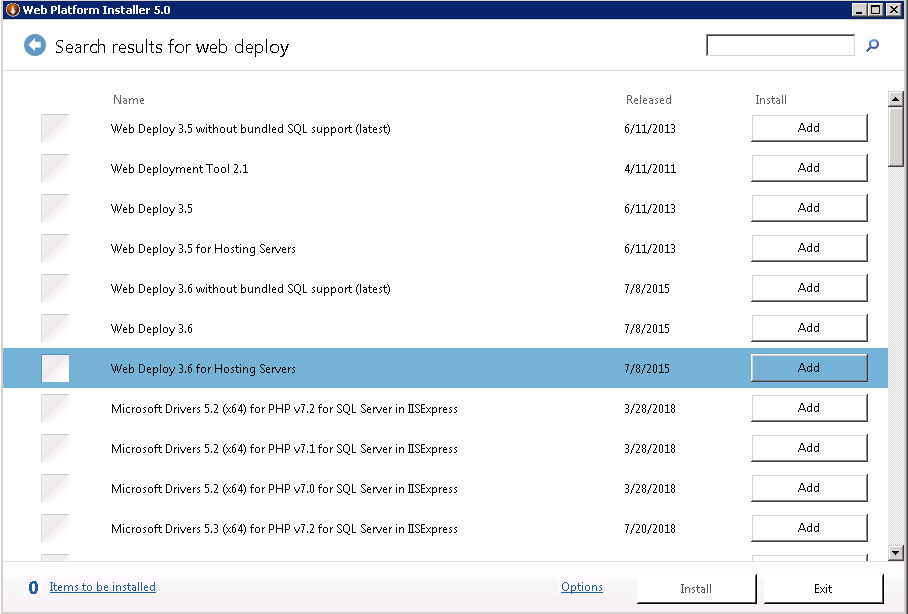 Web Platform Installer 5.0
Search results for web deploy
Name Released Install
Web Deploy 3.5 without bundled SQL support (latest) 6/11/2013 Add
Web Deployment Tool 2.1 4/11/2011 Add
Web Deploy 3.5 6/11/2013 Add
Web Deploy 3.5 for Hosting Servers 6/11/2013 Add
Web Deploy 3.6 without bundled SQL support (latest) 7/8/2015 Add
Web Deploy 3.6 7/8/2015 Add
Web Deploy 3.6 for Hosting Servers 7/8/2015 Add
Microsoft Drivers 5.2 (x64) for PHP v7.2 for SQL Server in IISExpress 3/28/2018 Add
Microsoft Drivers 5.2 (x64) for PHP v7.1 for SQL Server in IISExpress 3/28/2018 Add
Microsoft Drivers 5.2 (x64) for PHP v7.0 for SQL Server in IISExpress 3/28/2018 Add
Microsoft Drivers 5.3 (x64) for PHP v7.2 for SQL Server in IISExpress 7/20/2018 Add
0 Items to be installed Options Install Exit